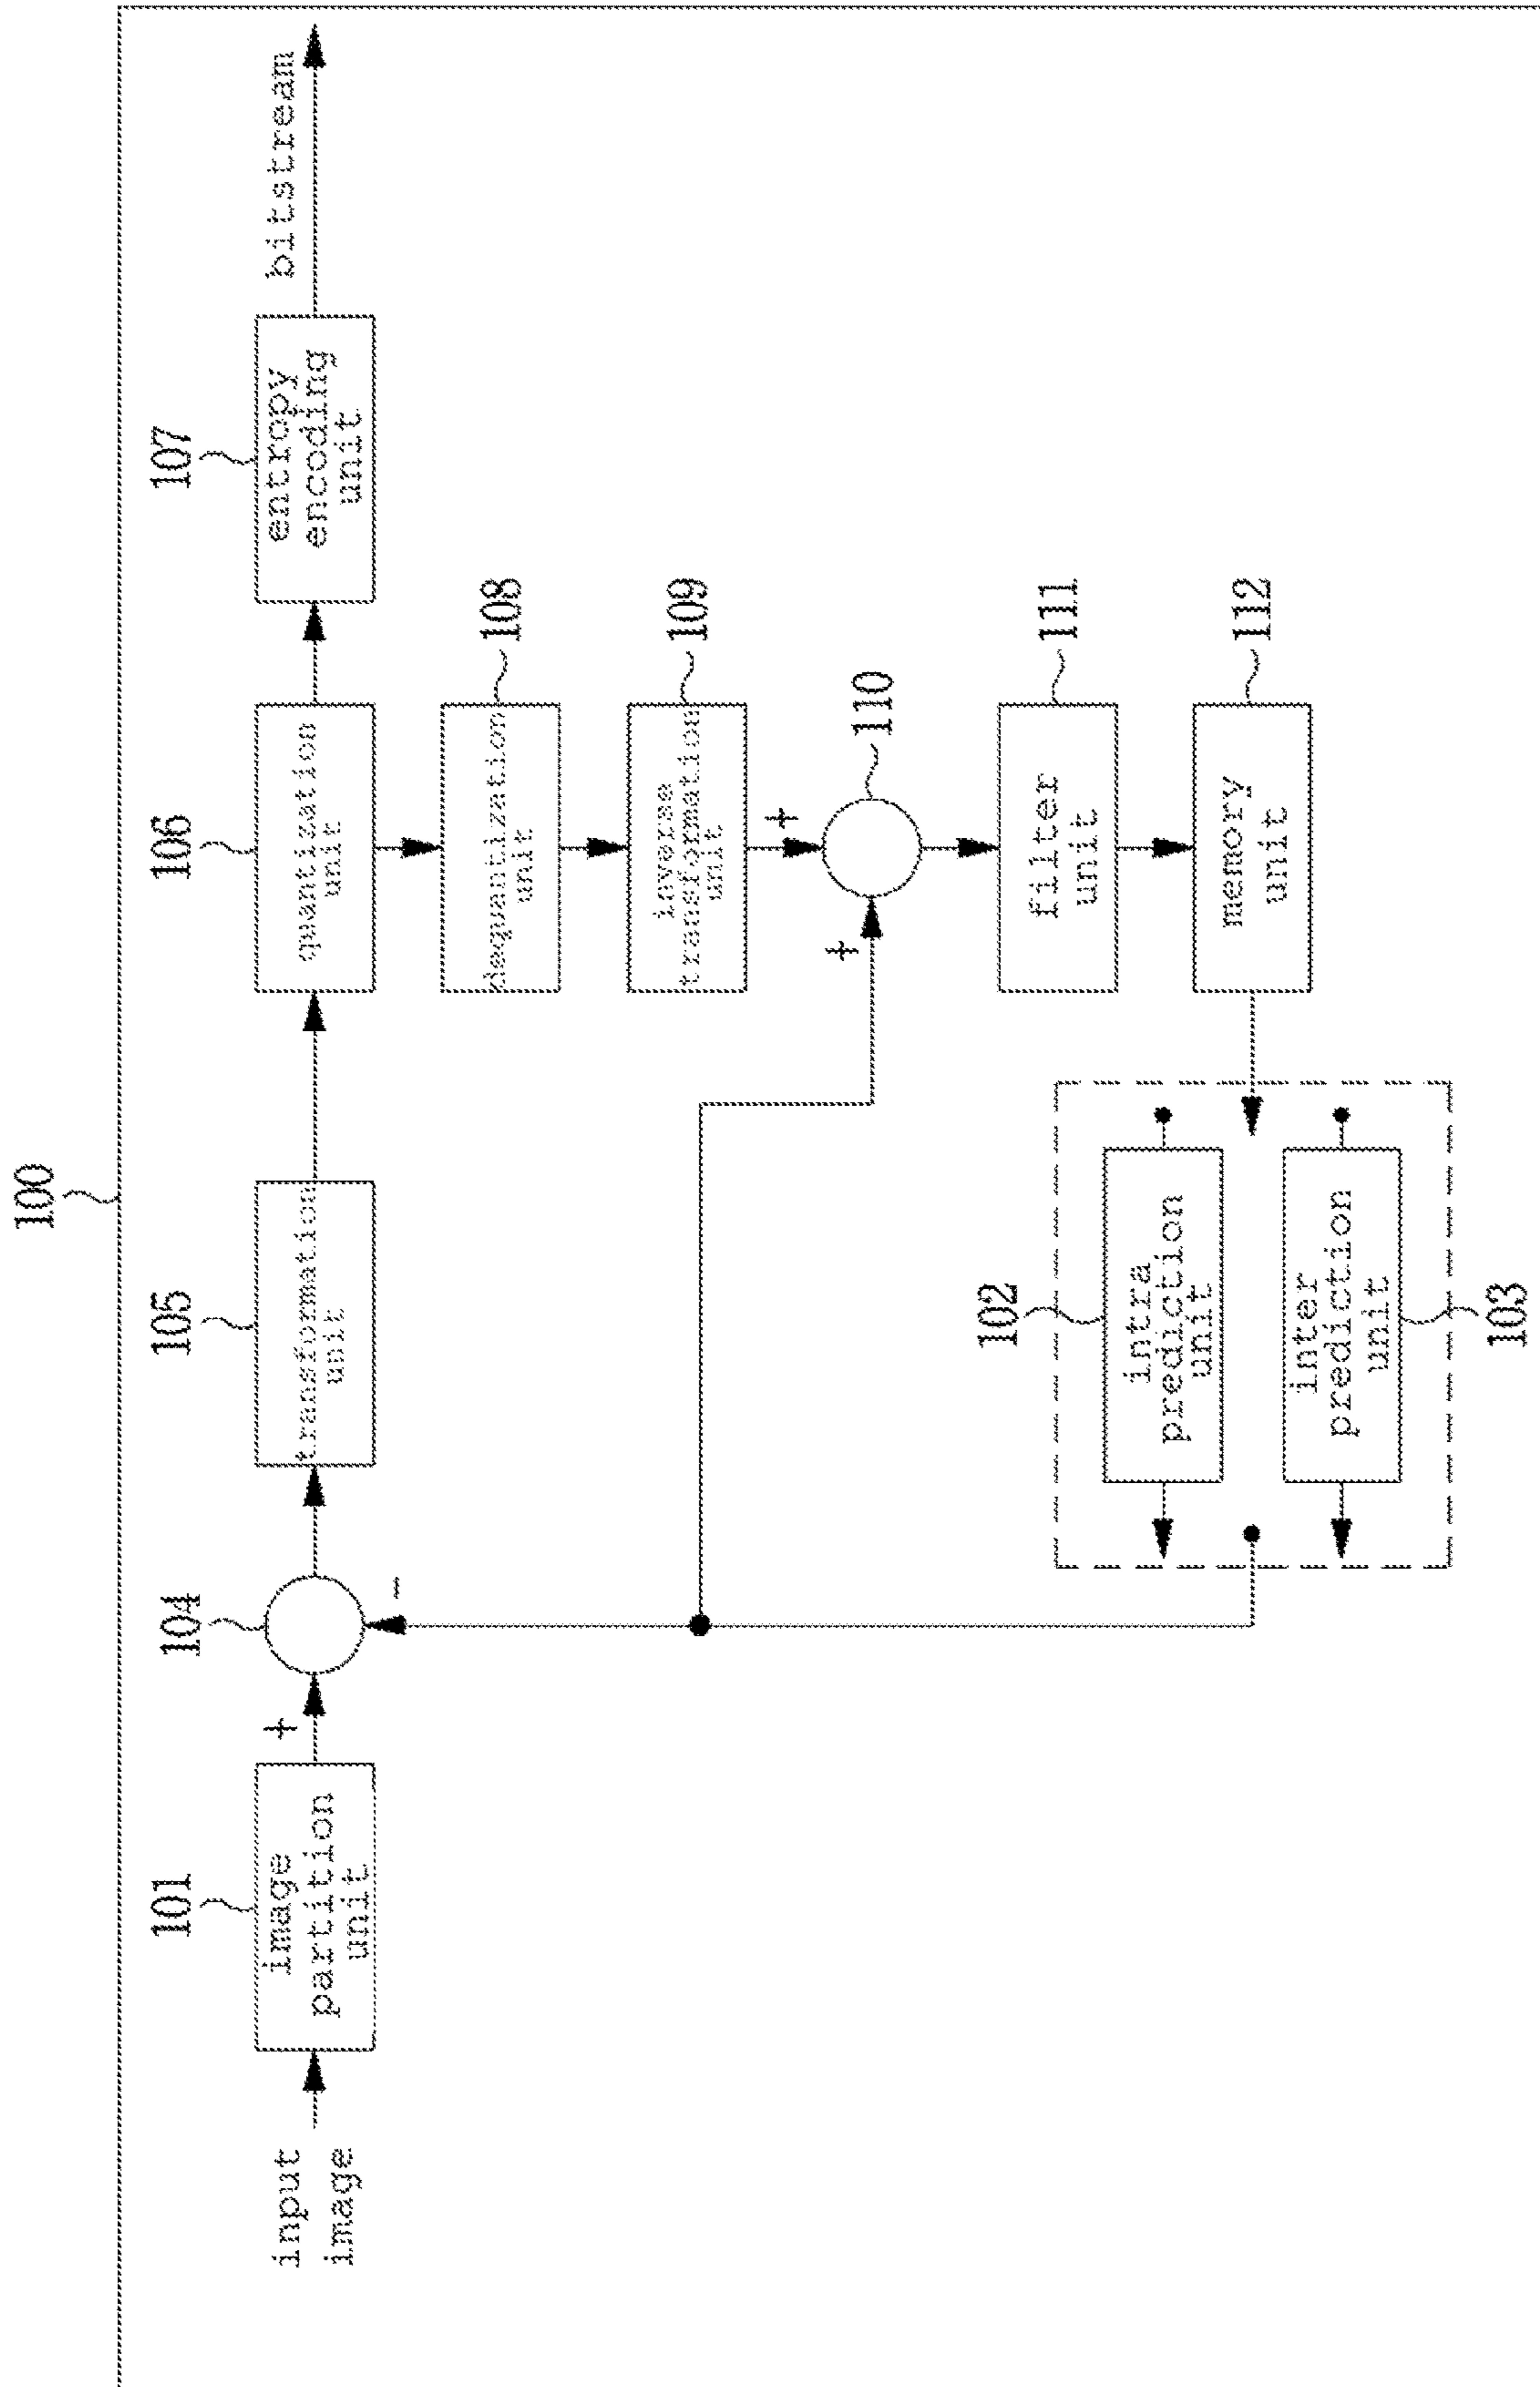 100
101
104
105
106
107
input
image
image
partition
unit
+
-
transformation
unit
quantization
unit
entropy
encoding
unit
bitstream
dequantization
unit
108
inverse
transformation
unit
109
+
+
110
102
intra
prediction
unit
filter
unit
111
inter
prediction
unit
103
memory
unit
112